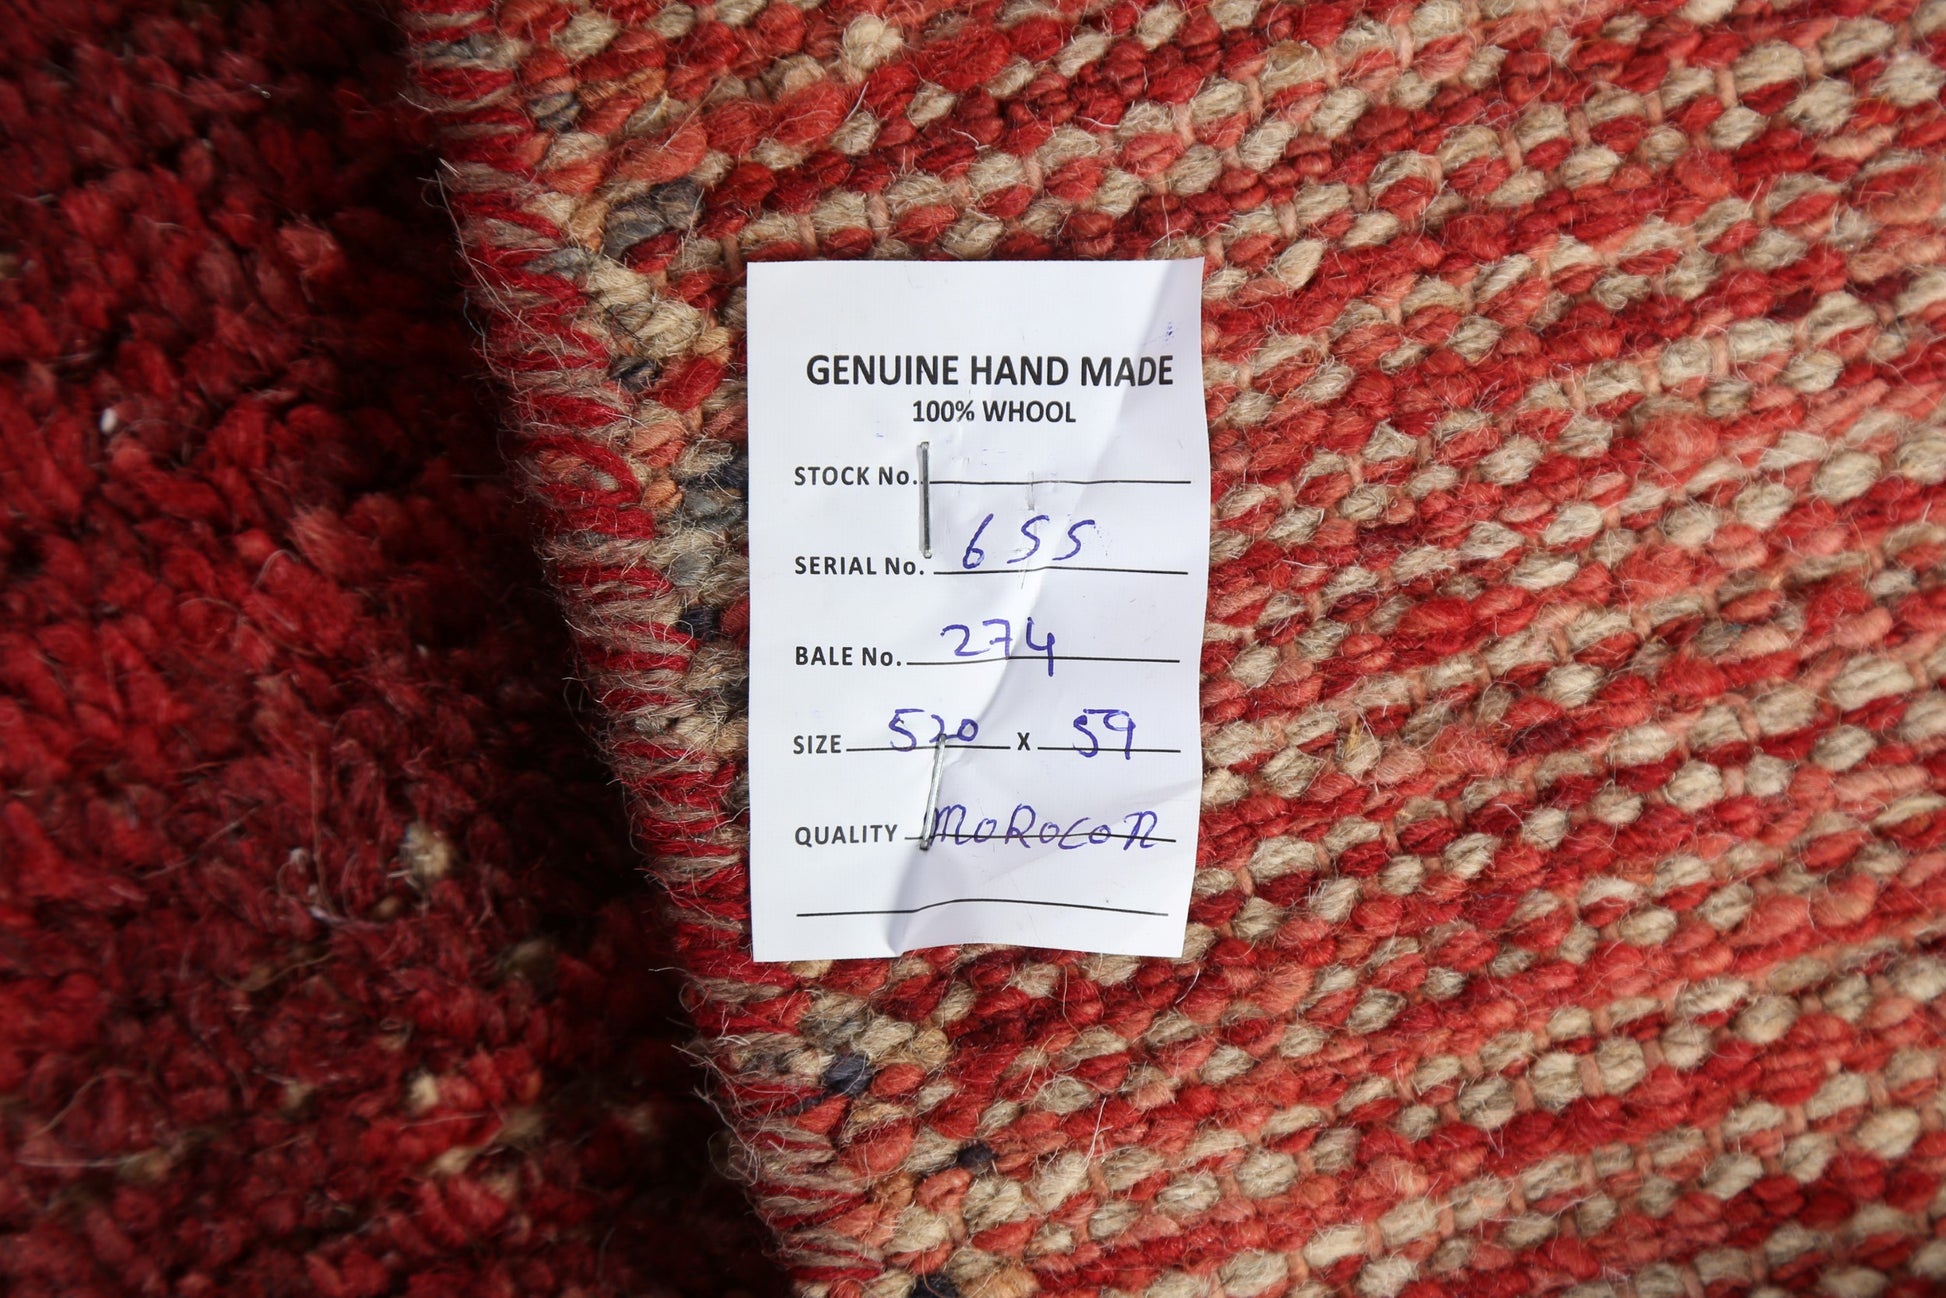 GENUINE HAND MADE
100% WHOOL
STOCK No.
SERIAL No. 655
BALE No. 274
SIZE 520 X 59
QUALITY MOROCON